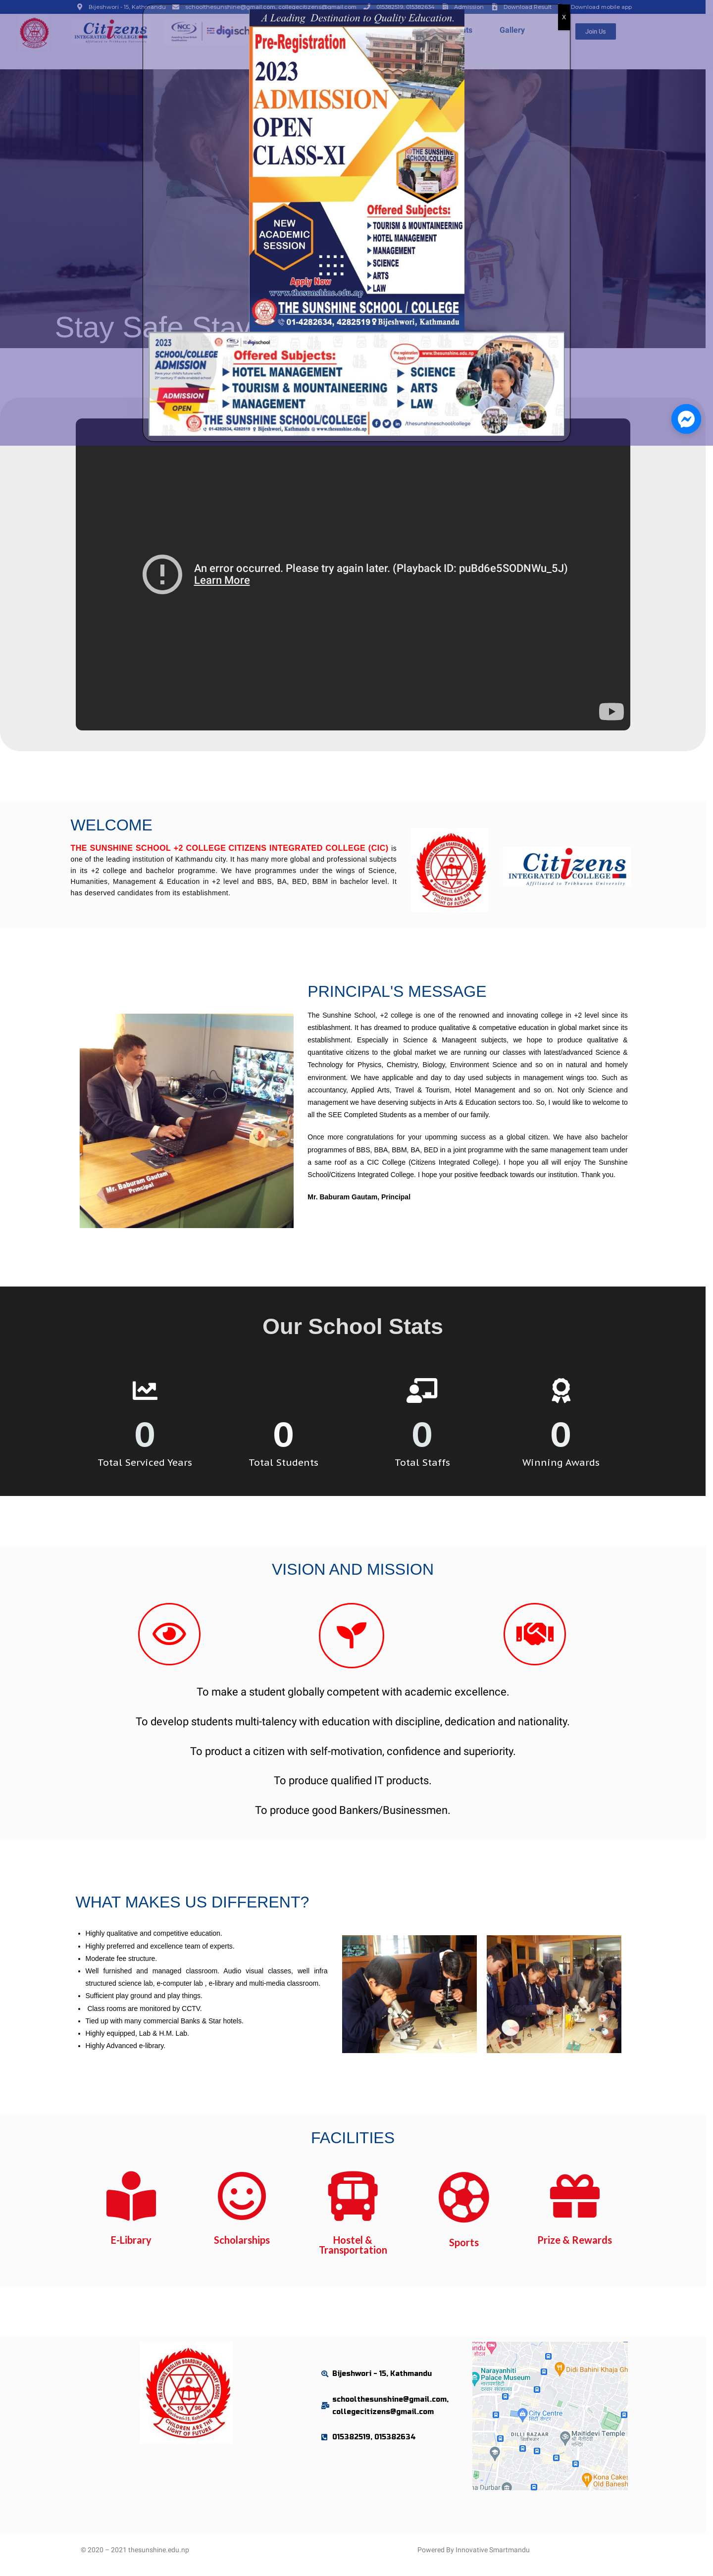 Bijeshwori - 15, Kathmandu schoolthesunshine@gmail.com, collegecitizens@gmail.com 015382519, 015382634 Admission Download Result Download mobile app
Citizens
INTEGRATED COLLEGE
NCC
digisch
Gallery
Join Us
X
A Leading Destination to Quality Education.
Pre-Registration
2023
ADMISSION
OPEN
CLASS-XI
NEW
ACADEMIC
SESSION
Offered Subjects:
TOURISM & MOUNTAINEERING
HOTEL MANAGEMENT
MANAGEMENT
SCIENCE
ARTS
LAW
Apply Now
www.thesunshine.edu.np
THE SUNSHINE SCHOOL / COLLEGE
01-4282634, 4282519 Bijeshwori, Kathmandu
Stay Safe Stay
2023
SCHOOL/COLLEGE
ADMISSION
OPEN
digischool
Offered Subjects:
HOTEL MANAGEMENT
TOURISM & MOUNTAINEERING
MANAGEMENT
SCIENCE
ARTS
LAW
www.thesunshine.edu.np
THE SUNSHINE SCHOOL/COLLEGE
01-4282634, 4282519 Bijeshwori, Kathmandu www.thesunshine.edu.np
/thesunshineschool/college
An error occurred. Please try again later. (Playback ID: puBd6e5SODNWu_5J)
Learn More
WELCOME
THE SUNSHINE SCHOOL +2 COLLEGE CITIZENS INTEGRATED COLLEGE (CIC) is
one of the leading institution of Kathmandu city. It has many more global and professional subjects
in its +2 college and bachelor programme. We have programmes under the wings of Science,
Humanities, Management & Education in +2 level and BBS, BA, BED, BBM in bachelor level. It
has deserved candidates from its establishment.
CHILDREN ARE THE LIGHT OF FUTURE
Citizens
INTEGRATED COLLEGE
Affiliated to Tribhuvan University
PRINCIPAL'S MESSAGE
The Sunshine School, +2 college is one of the renowned and innovating college in +2 level since its
estiblashment. It has dreamed to produce qualitative & competative education in global market since its
establishment. Especially in Science & Manageent subjects, we hope to produce qualitative &
quantitative citizens to the global market we are running our classes with latest/advanced Science &
Technology for Physics, Chemistry, Biology, Environment Science and so on in natural and homely
environment. We have applicable and day to day used subjects in management wings too. Such as
accountancy, Applied Arts, Travel & Tourism, Hotel Management and so on. Not only Science and
management we have deserving subjects in Arts & Education sectors too. So, I would like to welcome to
all the SEE Completed Students as a member of our family.
Once more congratulations for your upomming success as a global citizen. We have also bachelor
programmes of BBS, BBA, BBM, BA, BED in a joint programme with the same management team under
a same roof as a CIC College (Citizens Integrated College). I hope you all will enjoy The Sunshine
School/Citizens Integrated College. I hope your positive feedback towards our institution. Thank you.
Mr. Baburam Gautam, Principal
Mr. Baburam Gautam
Principal
Our School Stats
0
Total Serviced Years
0
Total Students
0
Total Staffs
0
Winning Awards
VISION AND MISSION
To make a student globally competent with academic excellence.
To develop students multi-talency with education with discipline, dedication and nationality.
To product a citizen with self-motivation, confidence and superiority.
To produce qualified IT products.
To produce good Bankers/Businessmen.
WHAT MAKES US DIFFERENT?
Highly qualitative and competitive education.
Highly preferred and excellence team of experts.
Moderate fee structure.
Well furnished and managed classroom. Audio visual classes, well infra
structured science lab, e-computer lab , e-library and multi-media classroom.
Sufficient play ground and play things.
Class rooms are monitored by CCTV.
Tied up with many commercial Banks & Star hotels.
Highly equipped, Lab & H.M. Lab.
Highly Advanced e-library.
FACILITIES
E-Library
Scholarships
Hostel &
Transportation
Sports
Prize & Rewards
CHILDREN ARE THE LIGHT OF FUTURE
Bijeshwori - 15, Kathmandu
schoolthesunshine@gmail.com,
collegecitizens@gmail.com
015382519, 015382634
Narayanhiti
Palace Museum
Didi Bahini Khaja Gh
City Centre
DILLI BAZAAR
Maitidevi Temple
Kona Cakes
Old Banesh
na Durbar
© 2020 – 2021 thesunshine.edu.np
Powered By Innovative Smartmandu